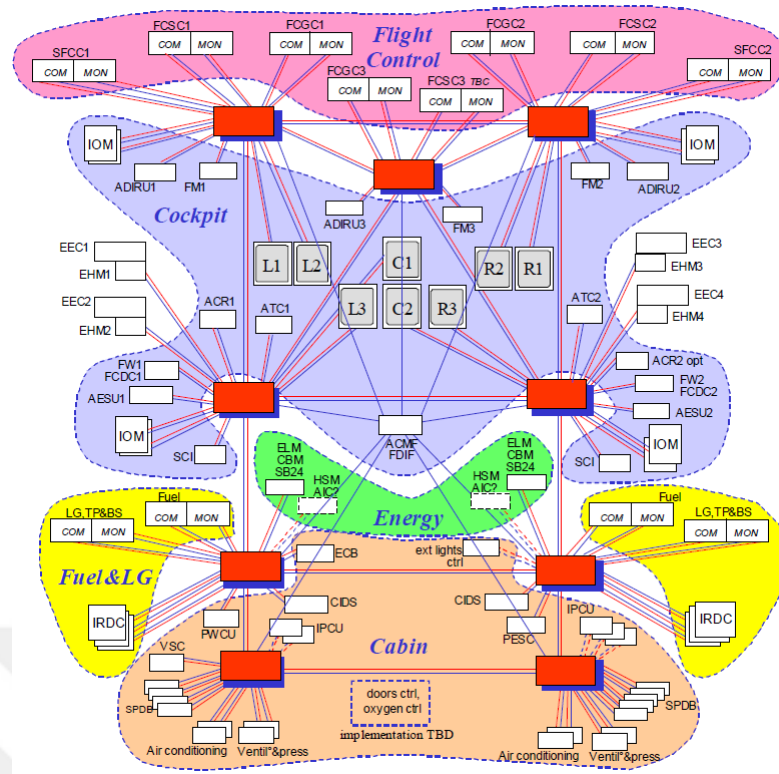 FCSC1
FCGC1
Flight
Control
FCGC2
FCSC2
SFCC1
SFCC2
COM MON
COM MON
COM MON
COM MON
COM MON
COM MON
FCGC3
FCSC3 TBC
COM MON
COM MON
IOM
IOM
ADIRU1
FM1
FM2
ADIRU2
Cockpit
ADIRU3
FM3
EEC1
EHM1
L1
L2
C1
R2
R1
EEC3
EHM3
EEC2
EHM2
ACR1
ATC1
L3
C2
R3
ATC2
EEC4
EHM4
FW1
FCDC1
ACR2 opt
FW2
FCDC2
AESU1
AESU2
IOM
IOM
SCI
SCI
ACMF
FDIF
ELM
CBM
SB24
HSM
AIC2
ELM
CBM
SB24
HSM
AIC2
Energy
LG,TP&BS
Fuel
Fuel
LG,TP&BS
COM MON
COM MON
COM MON
COM MON
Fuel&LG
ECB
ext lights
ctrl
CIDS
CIDS
IRDC
IRDC
PWCU
IPCU
PESC
IPCU
Cabin
VSC
SPDB
SPDB
doors ctrl,
oxygen ctrl
implementation TBD
Air conditioning
Ventil°&press
Air conditioning
Ventil°&press